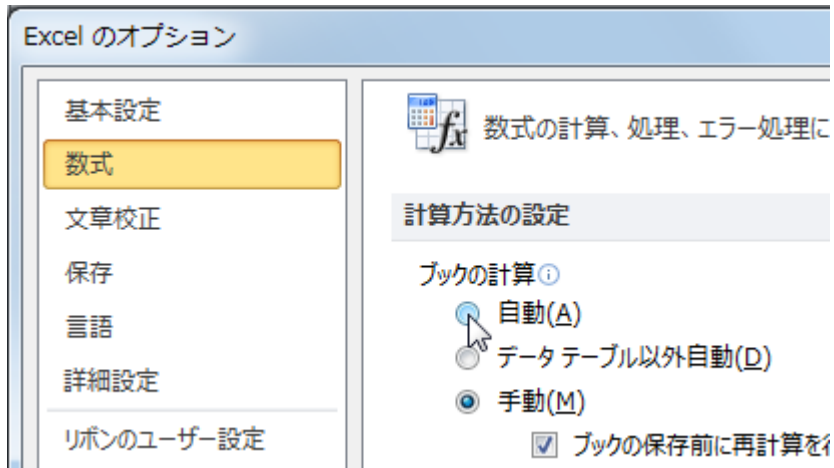 Excel のオプション
基本設定
数式
文章校正
保存
言語
詳細設定
リボンのユーザー設定
数式の計算、処理、エラー処理に
計算方法の設定
ブックの計算
自動(A)
データ テーブル以外自動(D)
手動(M)
ブックの保存前に再計算を